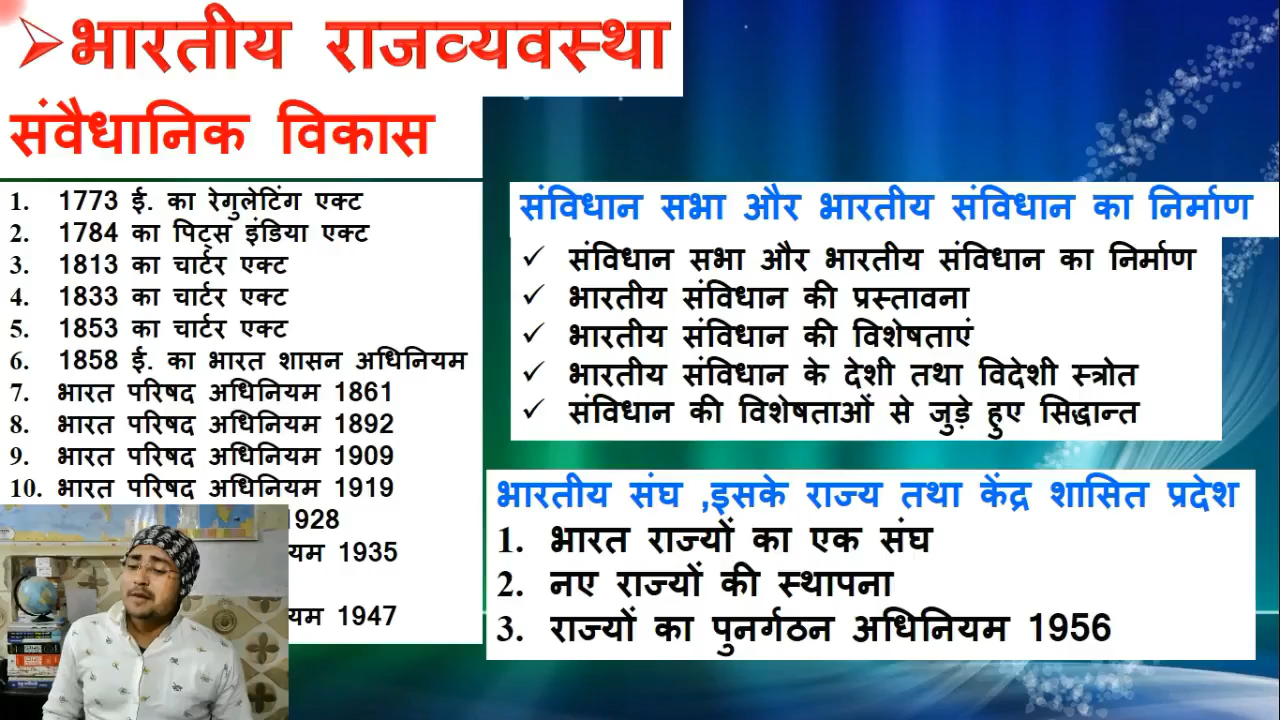 भारतीय राजव्यवस्था
संवैधानिक विकास
1. 1773 ई. का रेगुलेटिंग एक्ट
2. 1784 का पिट्स इंडिया एक्ट
3. 1813 का चार्टर एक्ट
4. 1833 का चार्टर एक्ट
5. 1853 का चार्टर एक्ट
6. 1858 ई. का भारत शासन अधिनियम
7. भारत परिषद अधिनियम 1861
8. भारत परिषद अधिनियम 1892
9. भारत परिषद अधिनियम 1909
10. भारत परिषद अधिनियम 1919
1928
यम 1935
यम 1947
संविधान सभा और भारतीय संविधान का निर्माण
✓ संविधान सभा और भारतीय संविधान का निर्माण
✓ भारतीय संविधान की प्रस्तावना
✓ भारतीय संविधान की विशेषताएं
✓ भारतीय संविधान के देशी तथा विदेशी स्त्रोत
✓ संविधान की विशेषताओं से जुड़े हुए सिद्धान्त
भारतीय संघ ,इसके राज्य तथा केंद्र शासित प्रदेश
1. भारत राज्यों का एक संघ
2. नए राज्यों की स्थापना
3. राज्यों का पुनर्गठन अधिनियम 1956